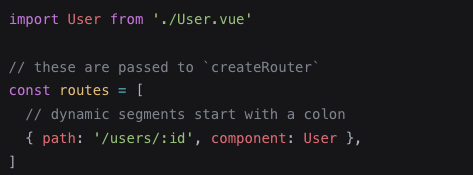 import User from './User.vue'

// these are passed to `createRouter`
const routes = [
  // dynamic segments start with a colon
  { path: '/users/:id', component: User },
]